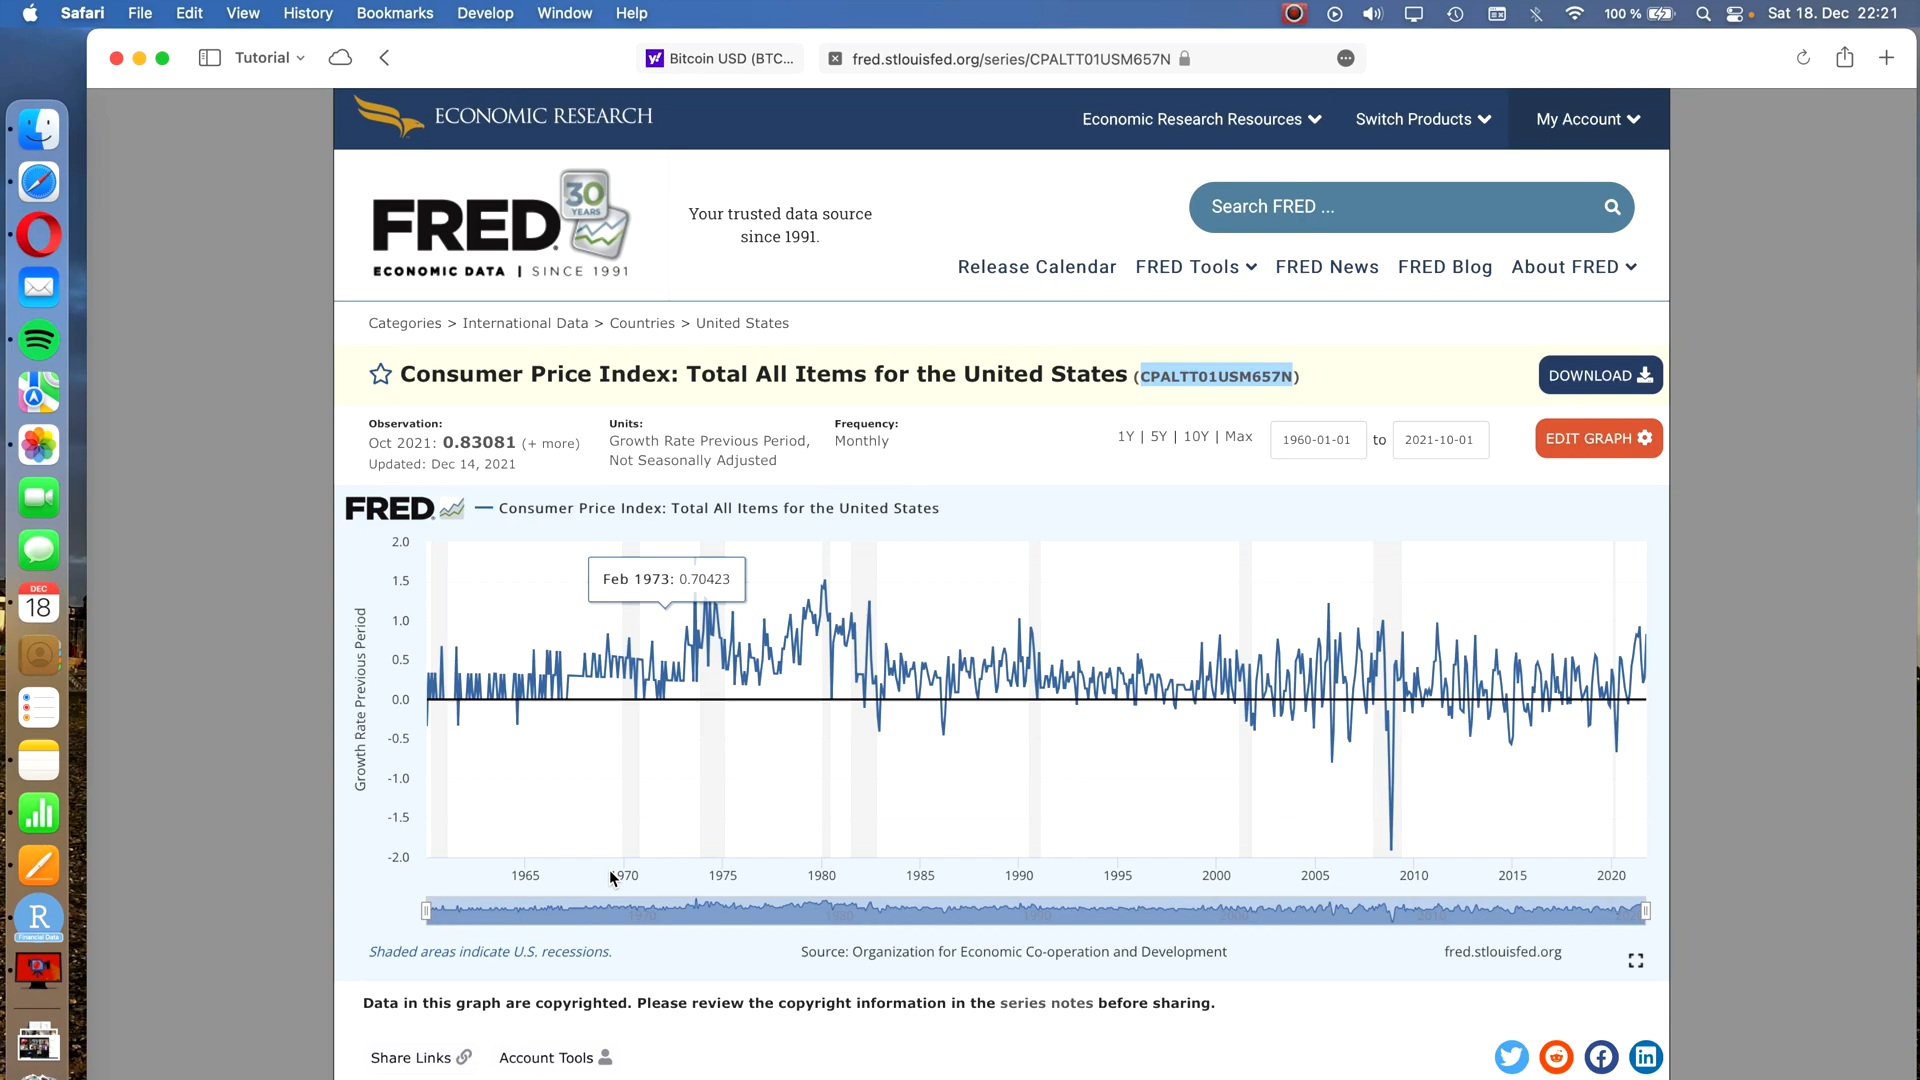 Safari File Edit View History Bookmarks Develop Window Help 100 % Sat 18. Dec 22:21
Tutorial Bitcoin USD (BTC... fred.stlouisfed.org/series/CPALTT01USM657N
ECONOMIC RESEARCH Economic Research Resources Switch Products My Account
30
YEARS
FRED
ECONOMIC DATA | SINCE 1991
Your trusted data source
since 1991.
Search FRED ...
Release Calendar FRED Tools FRED News FRED Blog About FRED
Categories > International Data > Countries > United States
Consumer Price Index: Total All Items for the United States (CPALTT01USM657N)
DOWNLOAD
Observation:
Oct 2021: 0.83081 (+ more)
Updated: Dec 14, 2021
Units:
Growth Rate Previous Period,
Not Seasonally Adjusted
Frequency:
Monthly
1Y | 5Y | 10Y | Max 1960-01-01 to 2021-10-01
EDIT GRAPH
FRED Consumer Price Index: Total All Items for the United States
Feb 1973: 0.70423
Growth Rate Previous Period
2.0
1.5
1.0
0.5
0.0
-0.5
-1.0
-1.5
-2.0
1965 1970 1975 1980 1985 1990 1995 2000 2005 2010 2015 2020
1970 1980 1990 2000 2010
Shaded areas indicate U.S. recessions. Source: Organization for Economic Co-operation and Development fred.stlouisfed.org
Data in this graph are copyrighted. Please review the copyright information in the series notes before sharing.
Share Links Account Tools
DEC
18
R
Financial Data